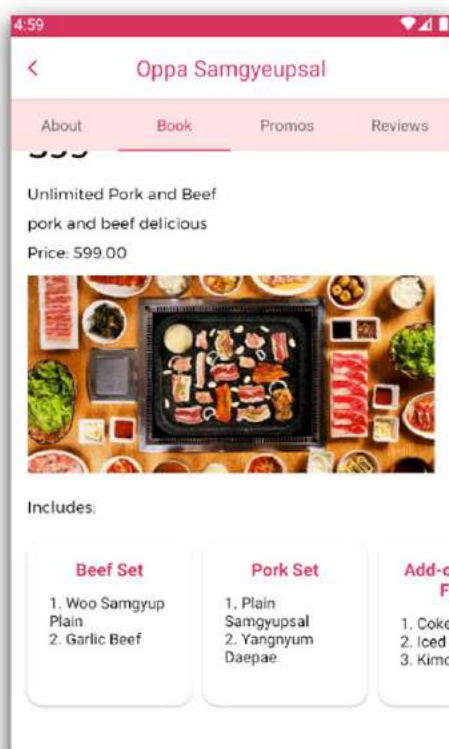 4:59
Oppa Samgyeupsal
About Book Promos Reviews
Unlimited Pork and Beef
pork and beef delicious
Price: 599.00
Includes:
Beef Set
1. Woo Samgyup
Plain
2. Garlic Beef
Pork Set
1. Plain
Samgyupsal
2. Yangnyum
Daepae
1. Coke
2. Iced